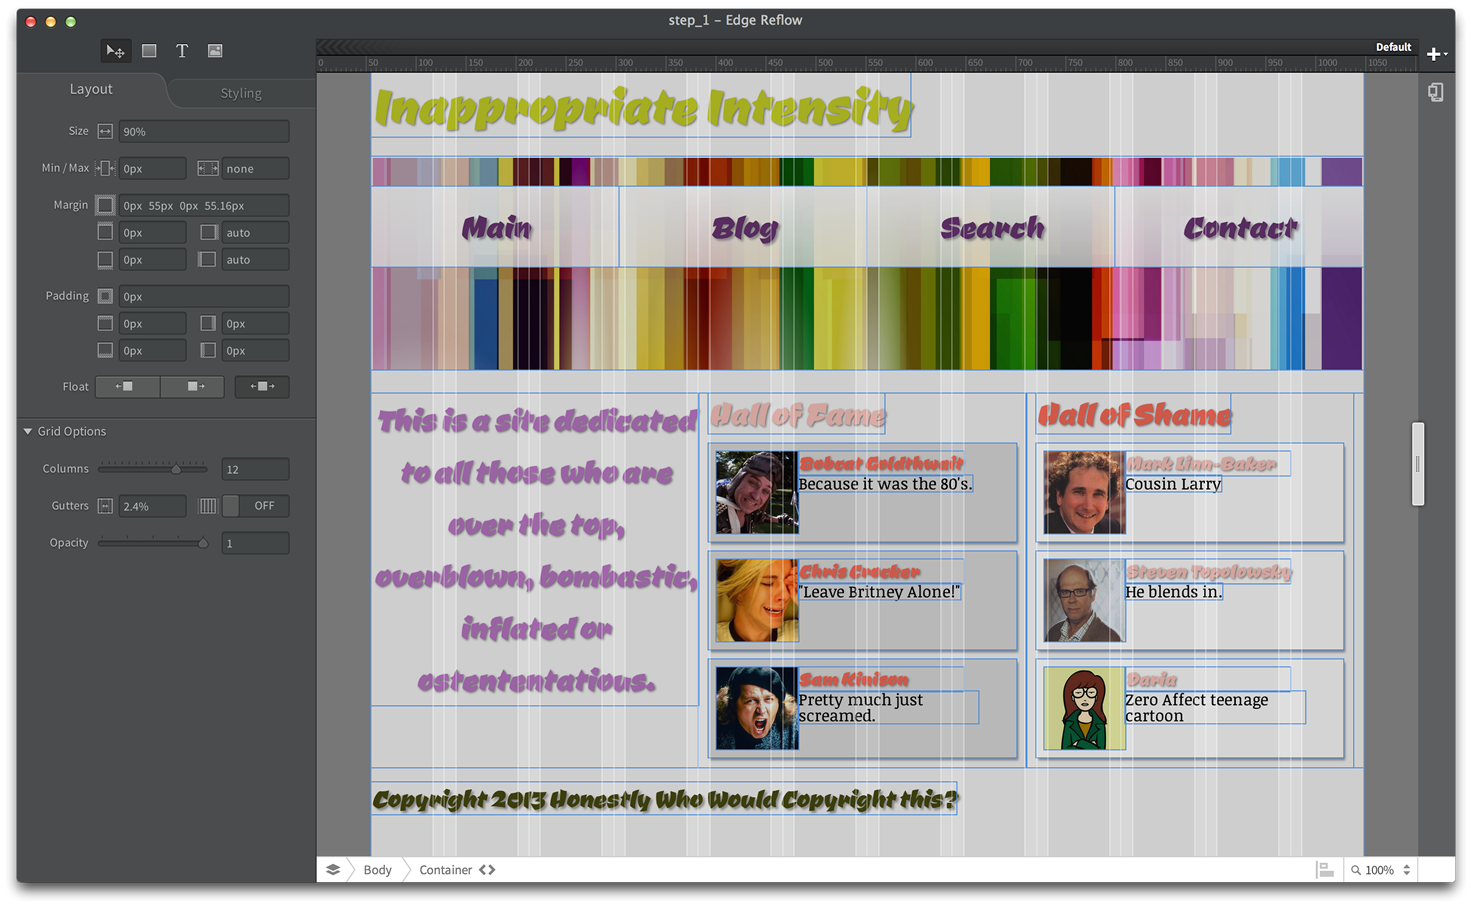 step_1 – Edge Reflow
T
Default
0 50 100 150 200 250 300 350 400 450 500 550 600 650 700 750 800 850 900 950 1000 1050
Layout
Styling
Size 90%
Min / Max 0px none
Margin 0px 55px 0px 55.16px
0px auto
0px auto
Padding 0px
0px 0px
0px 0px
Float
Grid Options
Columns 12
Gutters 2.4% OFF
Opacity 1
Inappropriate Intensity
Main Blog Search Contact
This is a site dedicated
to all those who are
over the top,
overblown, bombastic,
inflated or
ostententatious.
Hall of Fame
Bobcat Goldthwait
Because it was the 80's.
Chris Crocker
"Leave Britney Alone!"
Sam Kinison
Pretty much just
screamed.
Hall of Shame
Mark Linn-Baker
Cousin Larry
Steven Topolowsky
He blends in.
Daria
Zero Affect teenage
cartoon
Copyright 2013 Honestly Who Would Copyright this?
Body Container 100%